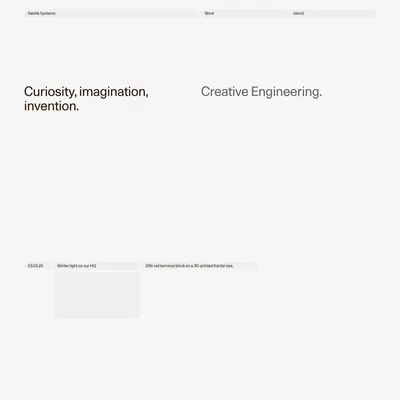 Gentle Systems
Work
About
Curiosity, imagination,
invention.
Creative Engineering.
03.03.26
Winter light on our HQ.
DIN rail terminal block on a 3D-printed fractal vise.